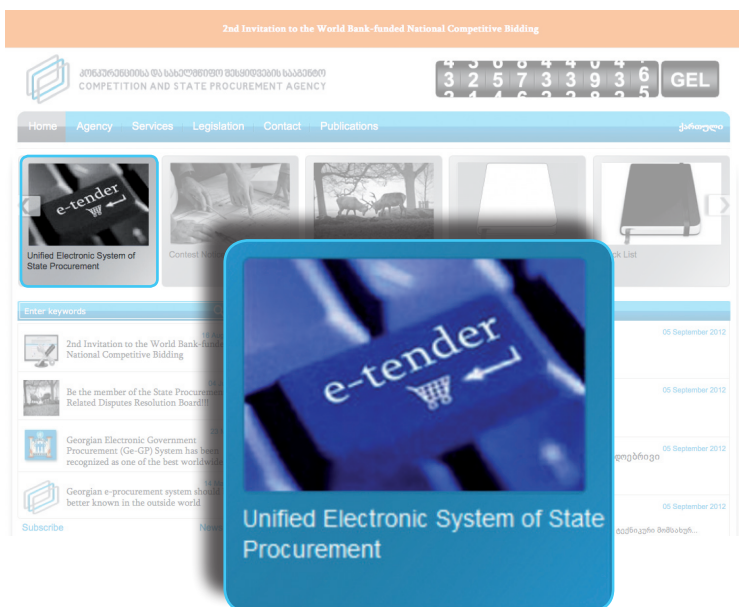 2nd Invitation to the World Bank-funded National Competitive Bidding
კონკურენციისა და სახელმწიფო შესყიდვების სააგენტო
COMPETITION AND STATE PROCUREMENT AGENCY
3 2 5 7 3 3 9 3 6 GEL
Home Agency Services Legislation Contact Publications ქართული
e-tender
Unified Electronic System of
State Procurement
Contest
List
Enter keywords
2nd Invitation to the World Bank-funded
National Competitive Bidding
05 September 2012
Be the member of the State Procurement
Related Disputes Resolution Board!!!
05 September 2012
Georgian Electronic Government
Procurement (Ge-GP) System has been
recognized as one of the best worldwide
05 September 2012
Georgian e-procurement system should
better known in the outside world
05 September 2012
ტექნიკური მომსახურ...
Subscribe
e-tender
Unified Electronic System of State
Procurement